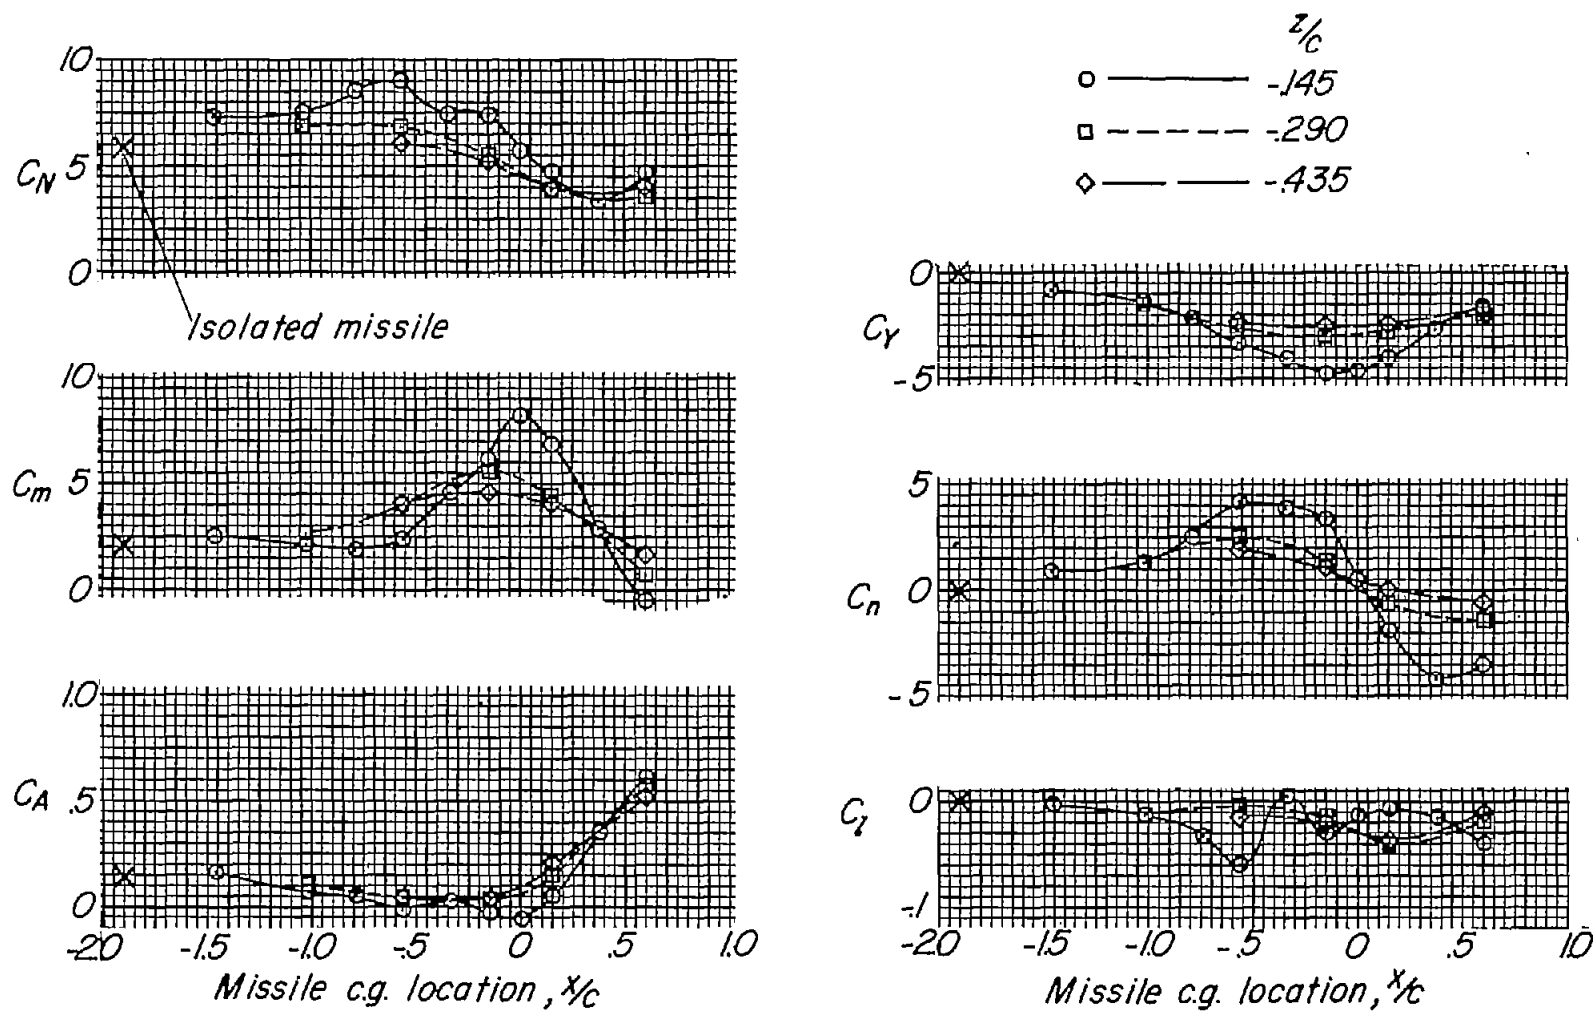 10
C_N 5
0
Isolated missile
10
C_m 5
0
1.0
C_A .5
0
-2.0 -1.5 -1.0 -.5 0 .5 1.0
Missile c.g. location, x/c
z/c
-.145
-.290
-.435
0
C_Y
-5
5
C_n 0
-5
0
C_l
-.1
-2.0 -1.5 -1.0 -.5 0 .5 1.0
Missile c.g. location, x/c